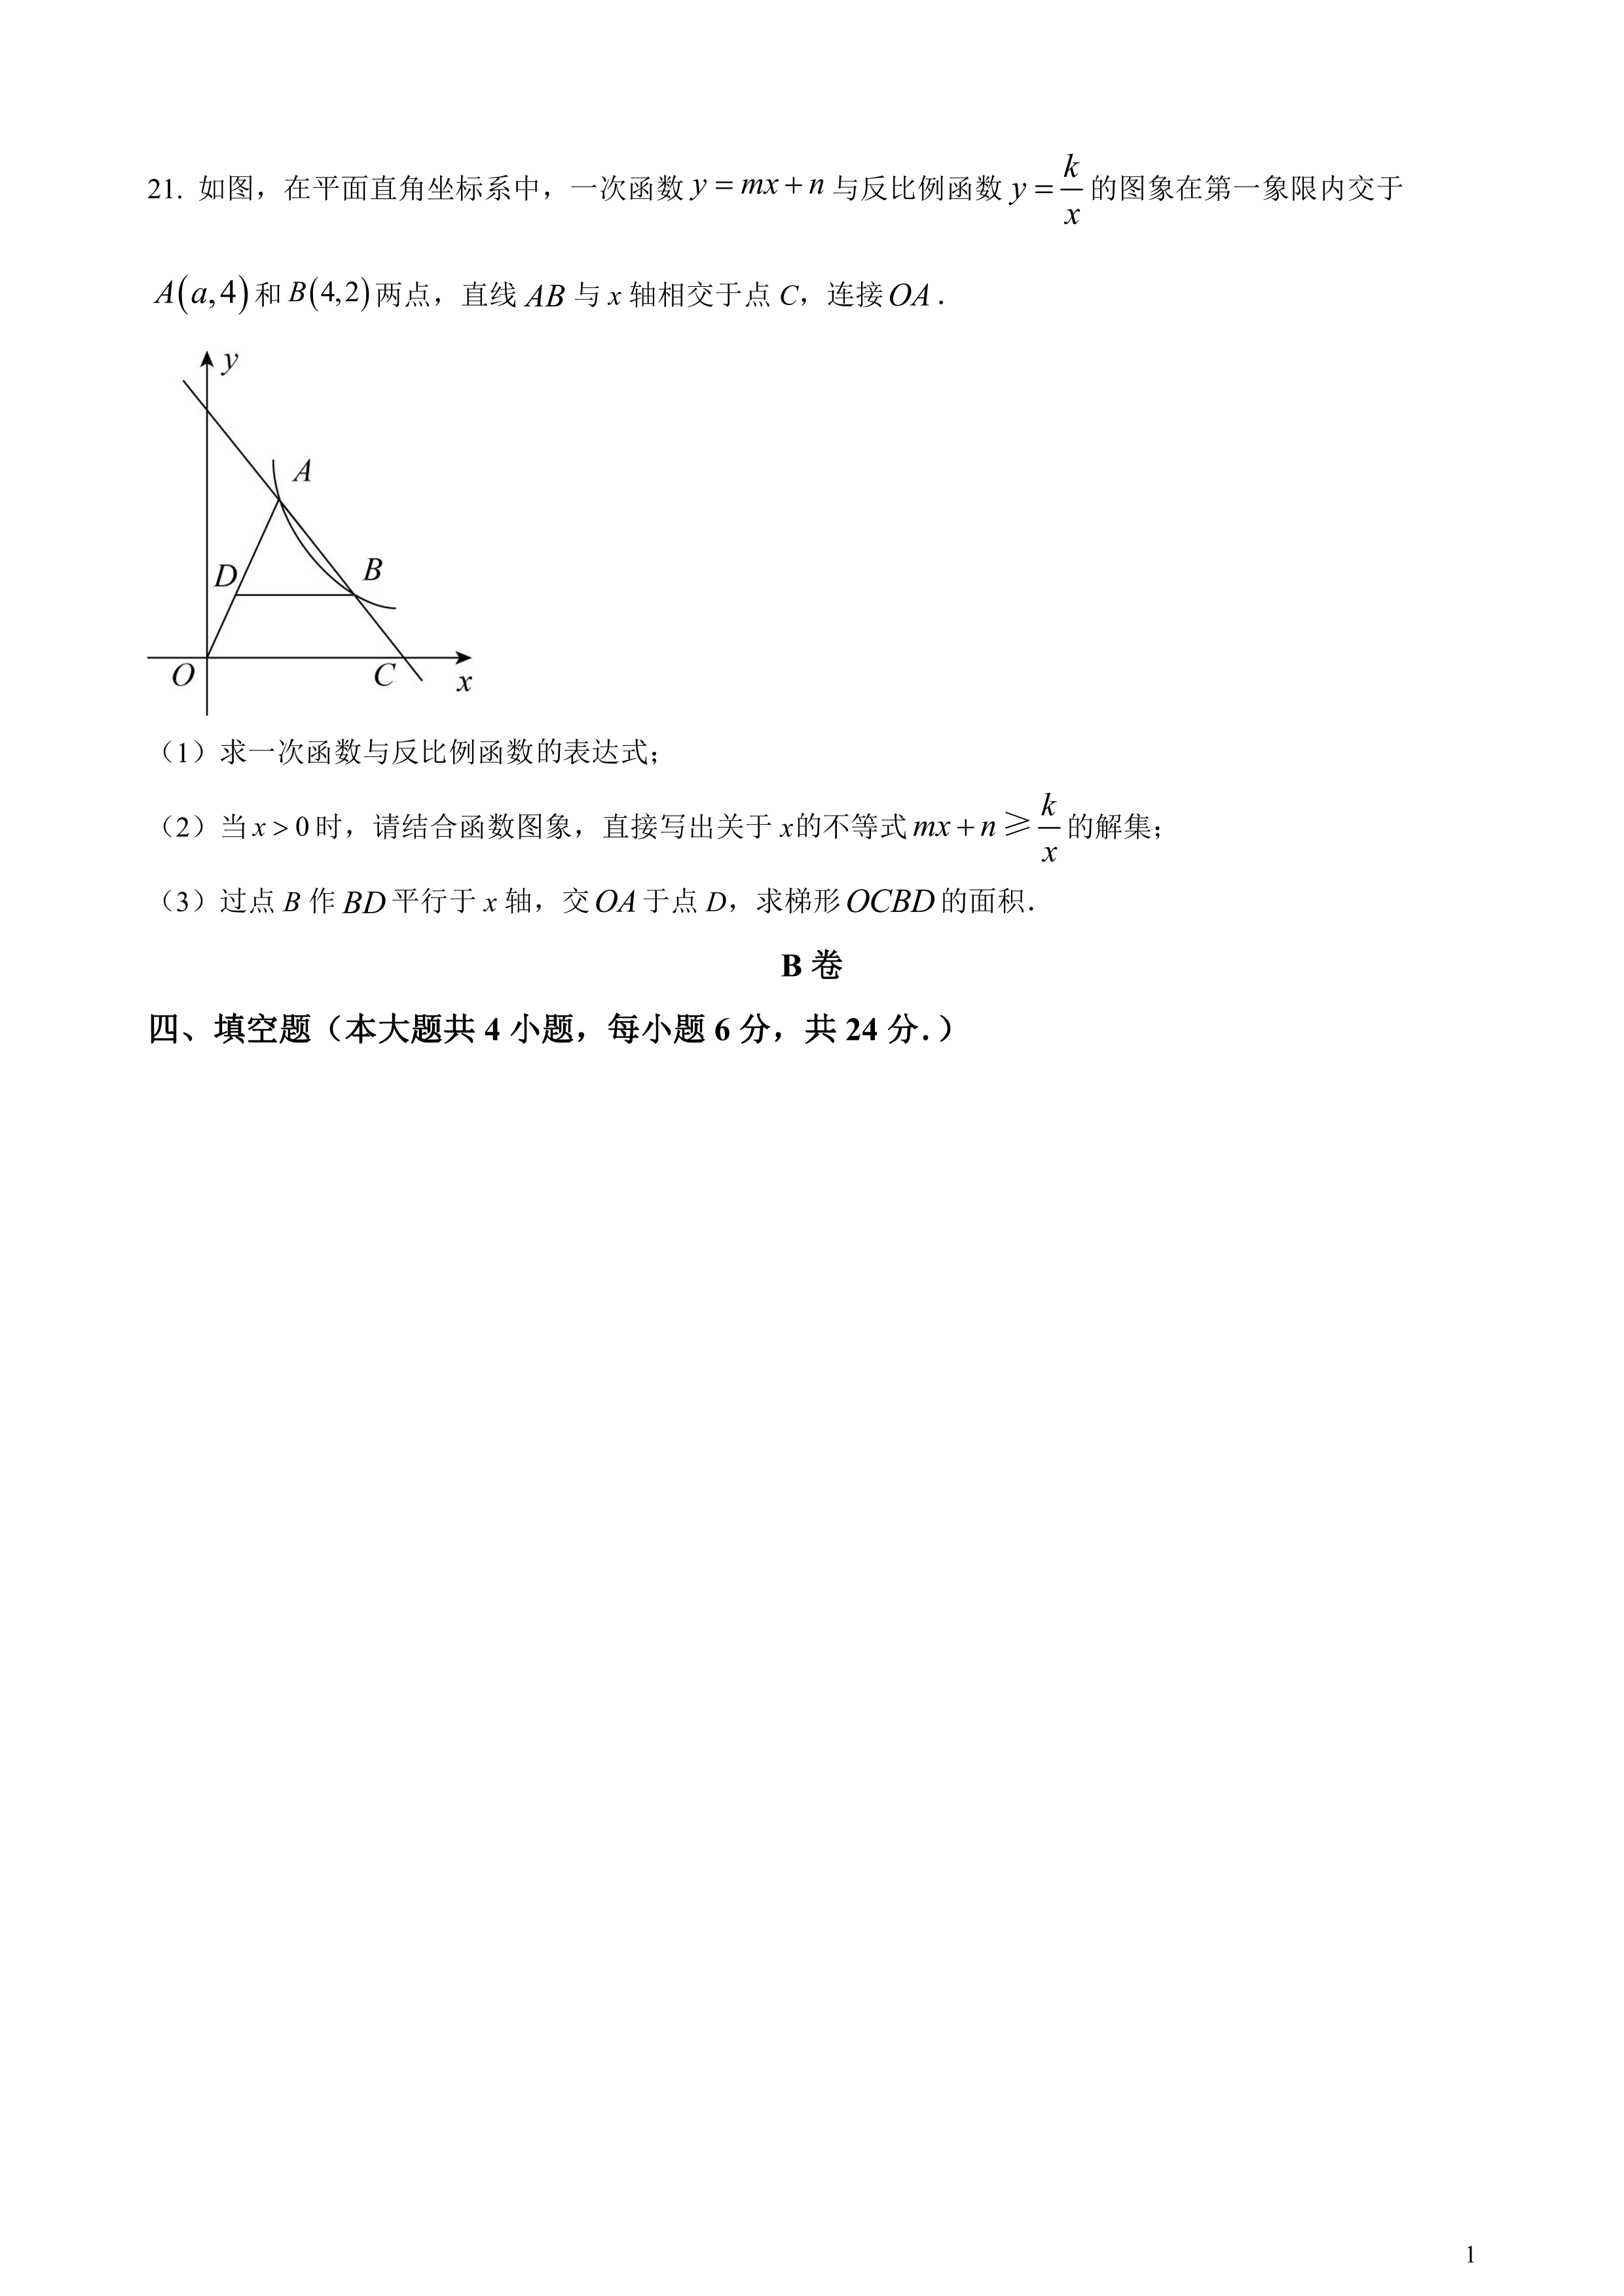 21. 如图，在平面直角坐标系中，一次函数 y = mx + n 与反比例函数 y = k/x 的图象在第一象限内交于
A(a,4) 和 B(4,2) 两点，直线 AB 与 x 轴相交于点 C，连接 OA．
y
A
D
B
O
C
x
（1）求一次函数与反比例函数的表达式；
（2）当 x > 0 时，请结合函数图象，直接写出关于 x 的不等式 mx + n ⩾ k/x 的解集；
（3）过点 B 作 BD 平行于 x 轴，交 OA 于点 D，求梯形 OCBD 的面积．
B 卷
四、填空题（本大题共 4 小题，每小题 6 分，共 24 分．）
1